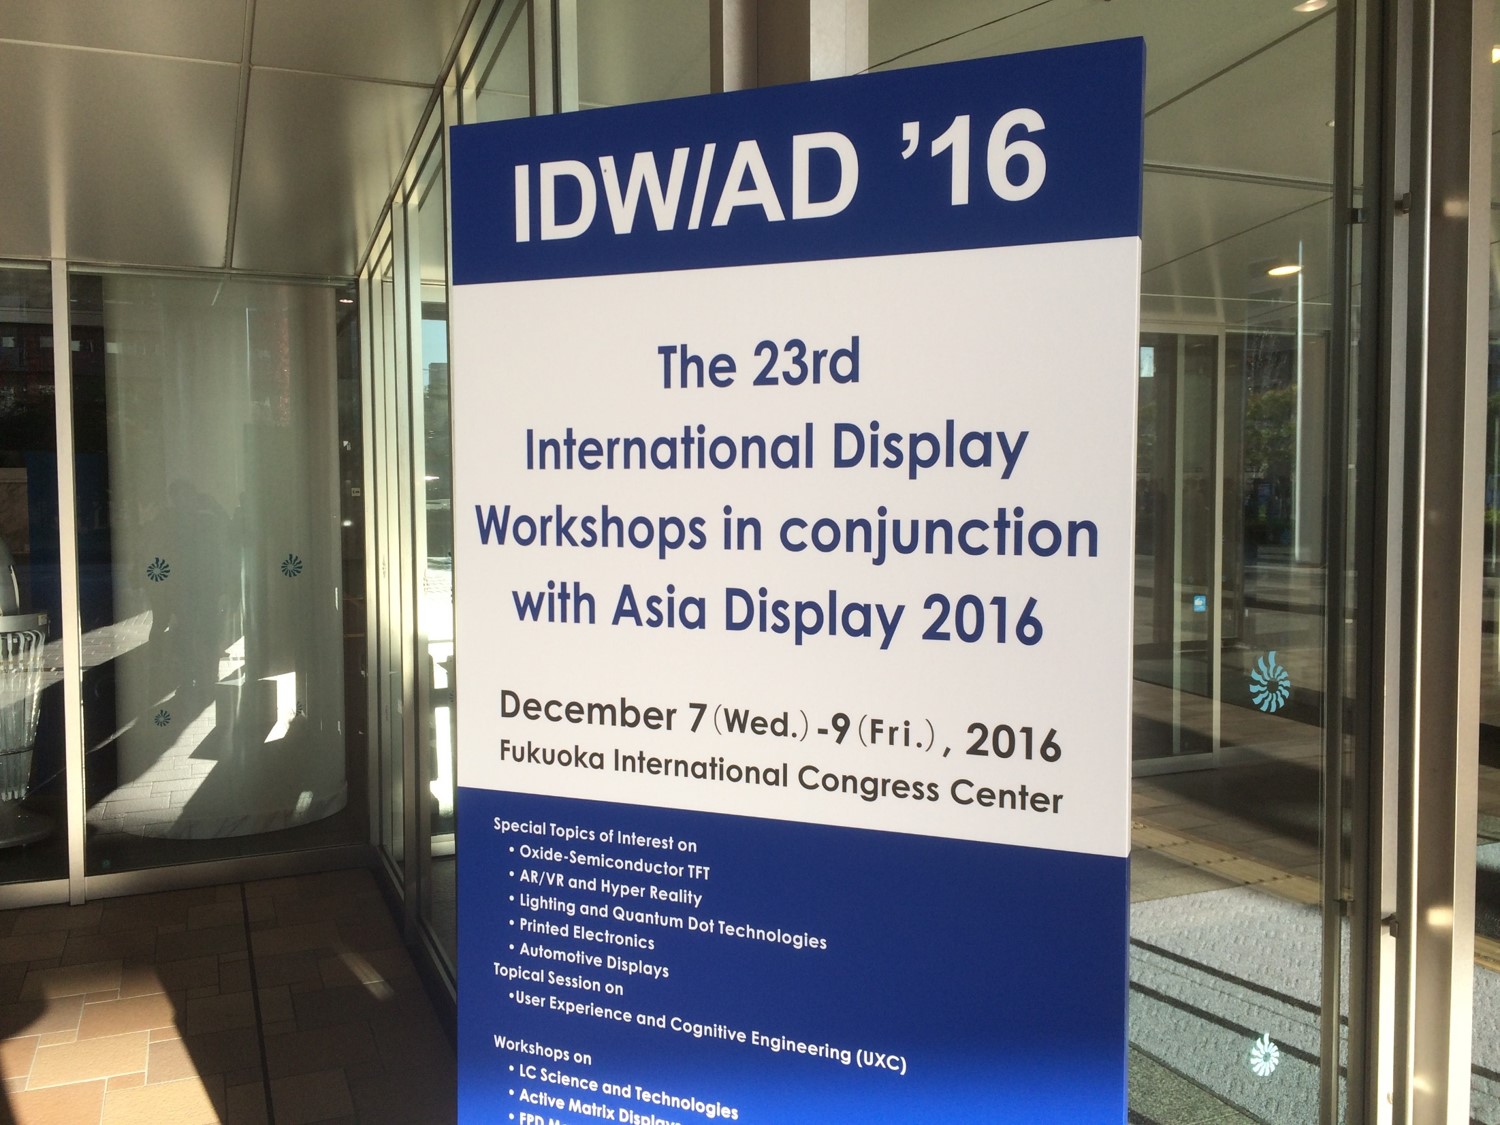 IDW/AD ’16
The 23rd
International Display
Workshops in conjunction
with Asia Display 2016
December 7(Wed.)-9(Fri.), 2016
Fukuoka International Congress Center
Special Topics of Interest on
• Oxide-Semiconductor TFT
• AR/VR and Hyper Reality
• Lighting and Quantum Dot Technologies
• Printed Electronics
• Automotive Displays
Topical Session on
•User Experience and Cognitive Engineering (UXC)
Workshops on
• LC Science and Technologies
• Active Matrix Displays
• FPD